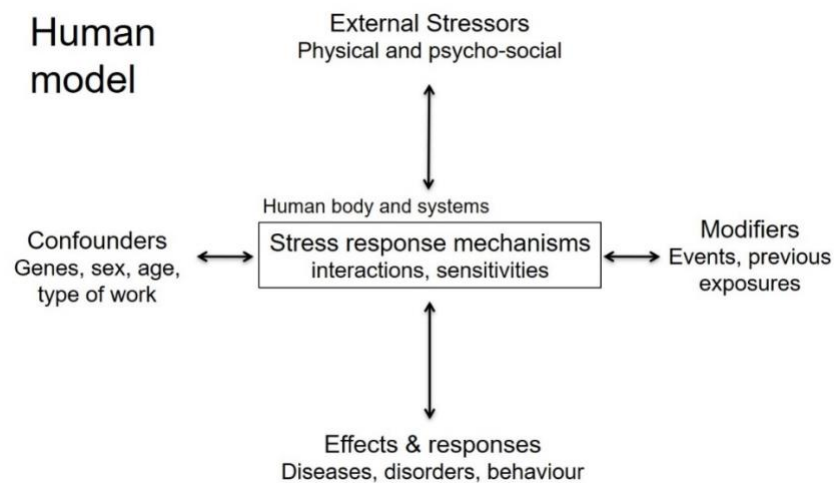 Human
model
External Stressors
Physical and psycho-social
Human body and systems
Stress response mechanisms
interactions, sensitivities
Confounders
Genes, sex, age,
type of work
Modifiers
Events, previous
exposures
Effects & responses
Diseases, disorders, behaviour